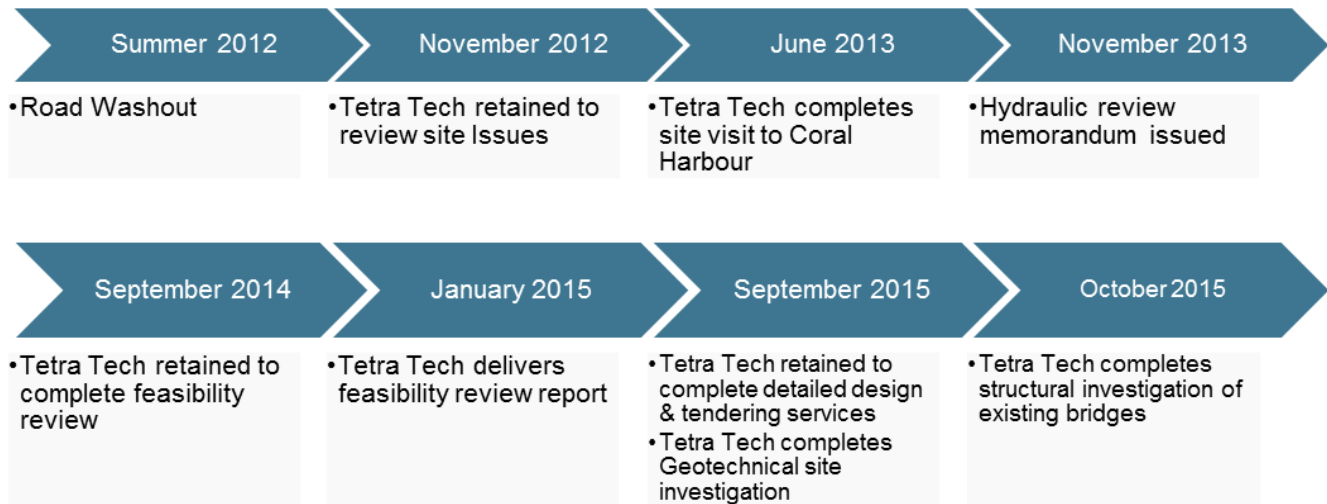 Summer 2012
November 2012
June 2013
November 2013
•Road Washout
•Tetra Tech retained to
review site Issues
•Tetra Tech completes
site visit to Coral
Harbour
•Hydraulic review
memorandum issued
September 2014
January 2015
September 2015
October 2015
•Tetra Tech retained to
complete feasibility
review
•Tetra Tech delivers
feasibility review report
•Tetra Tech retained to
complete detailed design
& tendering services
•Tetra Tech completes
Geotechnical site
investigation
•Tetra Tech completes
structural investigation of
existing bridges